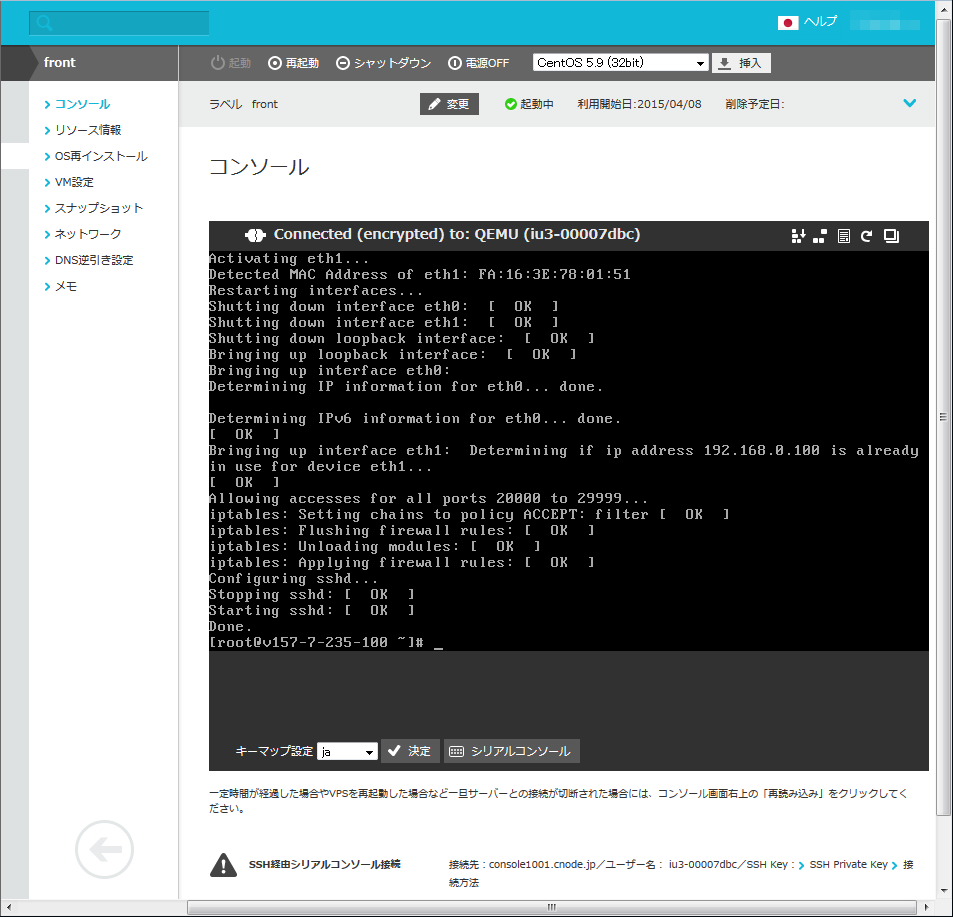 ヘルプ
front
起動 再起動 シャットダウン 電源OFF CentOS 5.9 (32bit) 挿入
コンソール
リソース情報
OS再インストール
VM設定
スナップショット
ネットワーク
DNS逆引き設定
メモ
ラベル front 変更 起動中 利用開始日:2015/04/08 削除予定日:
コンソール
Connected (encrypted) to: QEMU (iu3-00007dbc)
Activating eth1...
Detected MAC Address of eth1: FA:16:3E:78:01:51
Restarting interfaces...
Shutting down interface eth0:  [  OK  ]
Shutting down interface eth1:  [  OK  ]
Shutting down loopback interface:  [  OK  ]
Bringing up loopback interface:  [  OK  ]
Bringing up interface eth0:
Determining IP information for eth0... done.
Determining IPv6 information for eth0... done.
[  OK  ]
Bringing up interface eth1:  Determining if ip address 192.168.0.100 is already
in use for device eth1...
[  OK  ]
Allowing accesses for all ports 20000 to 29999...
iptables: Setting chains to policy ACCEPT: filter [  OK  ]
iptables: Flushing firewall rules: [  OK  ]
iptables: Unloading modules: [  OK  ]
iptables: Applying firewall rules: [  OK  ]
Configuring sshd...
Stopping sshd: [  OK  ]
Starting sshd: [  OK  ]
Done.
[root@v157-7-235-100 ~]# _
キーマップ設定 ja 決定 シリアルコンソール
一定時間が経過した場合やVPSを再起動した場合など一旦サーバーとの接続が切断された場合には、コンソール画面右上の「再読み込み」をクリックしてく
ださい。
SSH経由シリアルコンソール接続 接続先：console1001.cnode.jp／ユーザー名： iu3-00007dbc／SSH Key： SSH Private Key 接
続方法